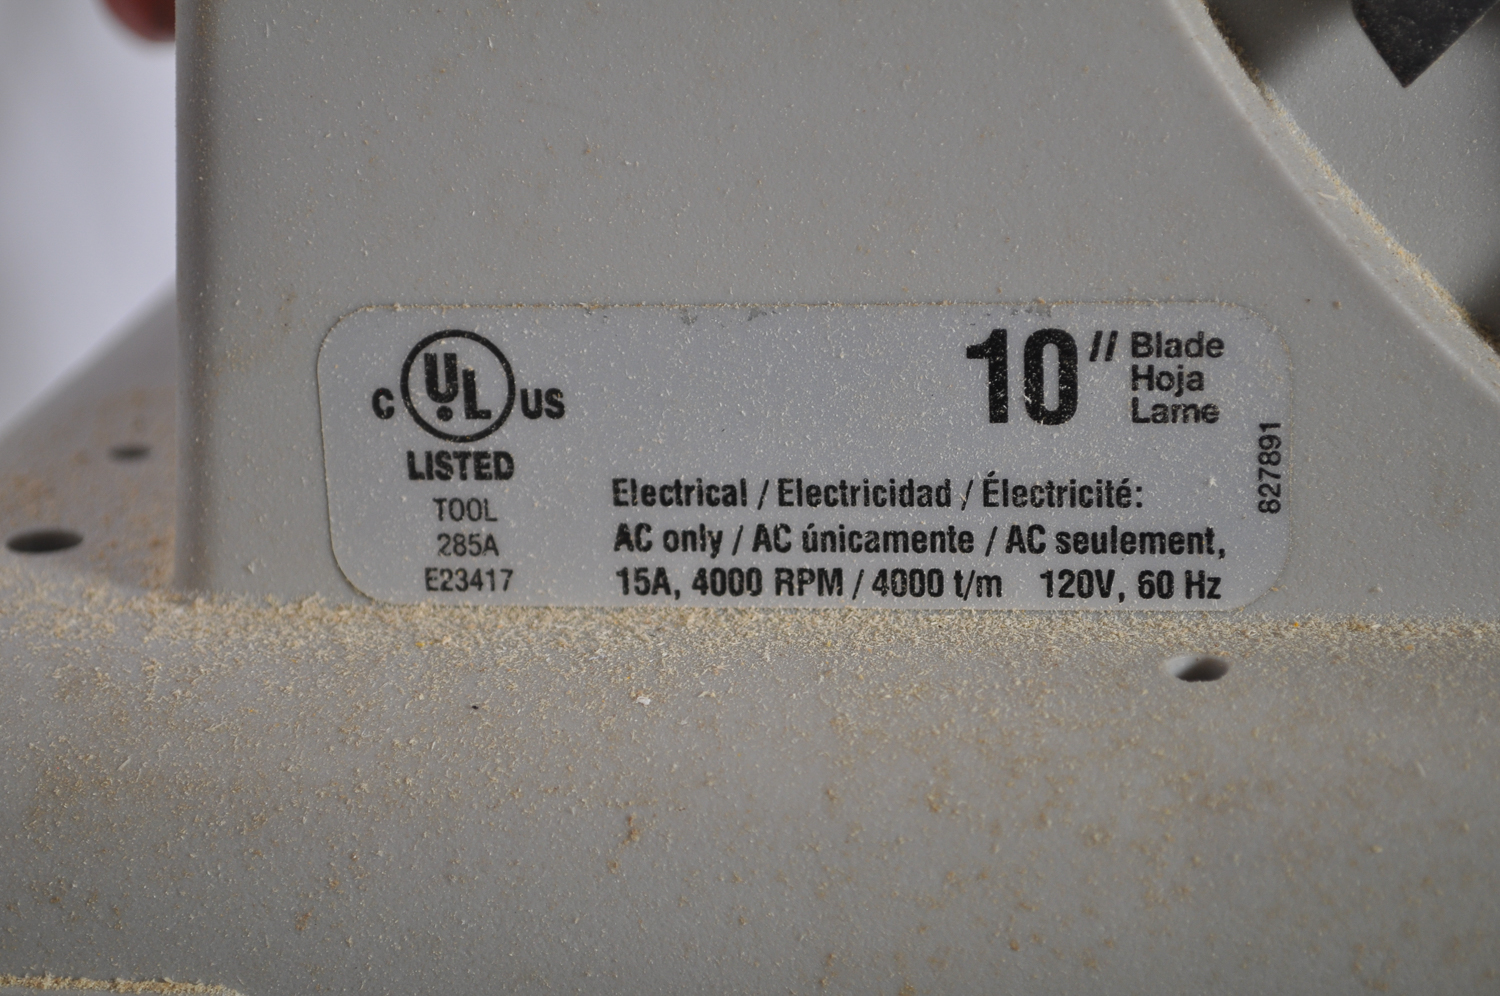 C UL US
LISTED
TOOL
285A
E23417
10" Blade
Hoja
Lame
Electrical / Electricidad / Électricité:
AC only / AC únicamente / AC seulement,
15A, 4000 RPM / 4000 t/m 120V, 60 Hz
827891